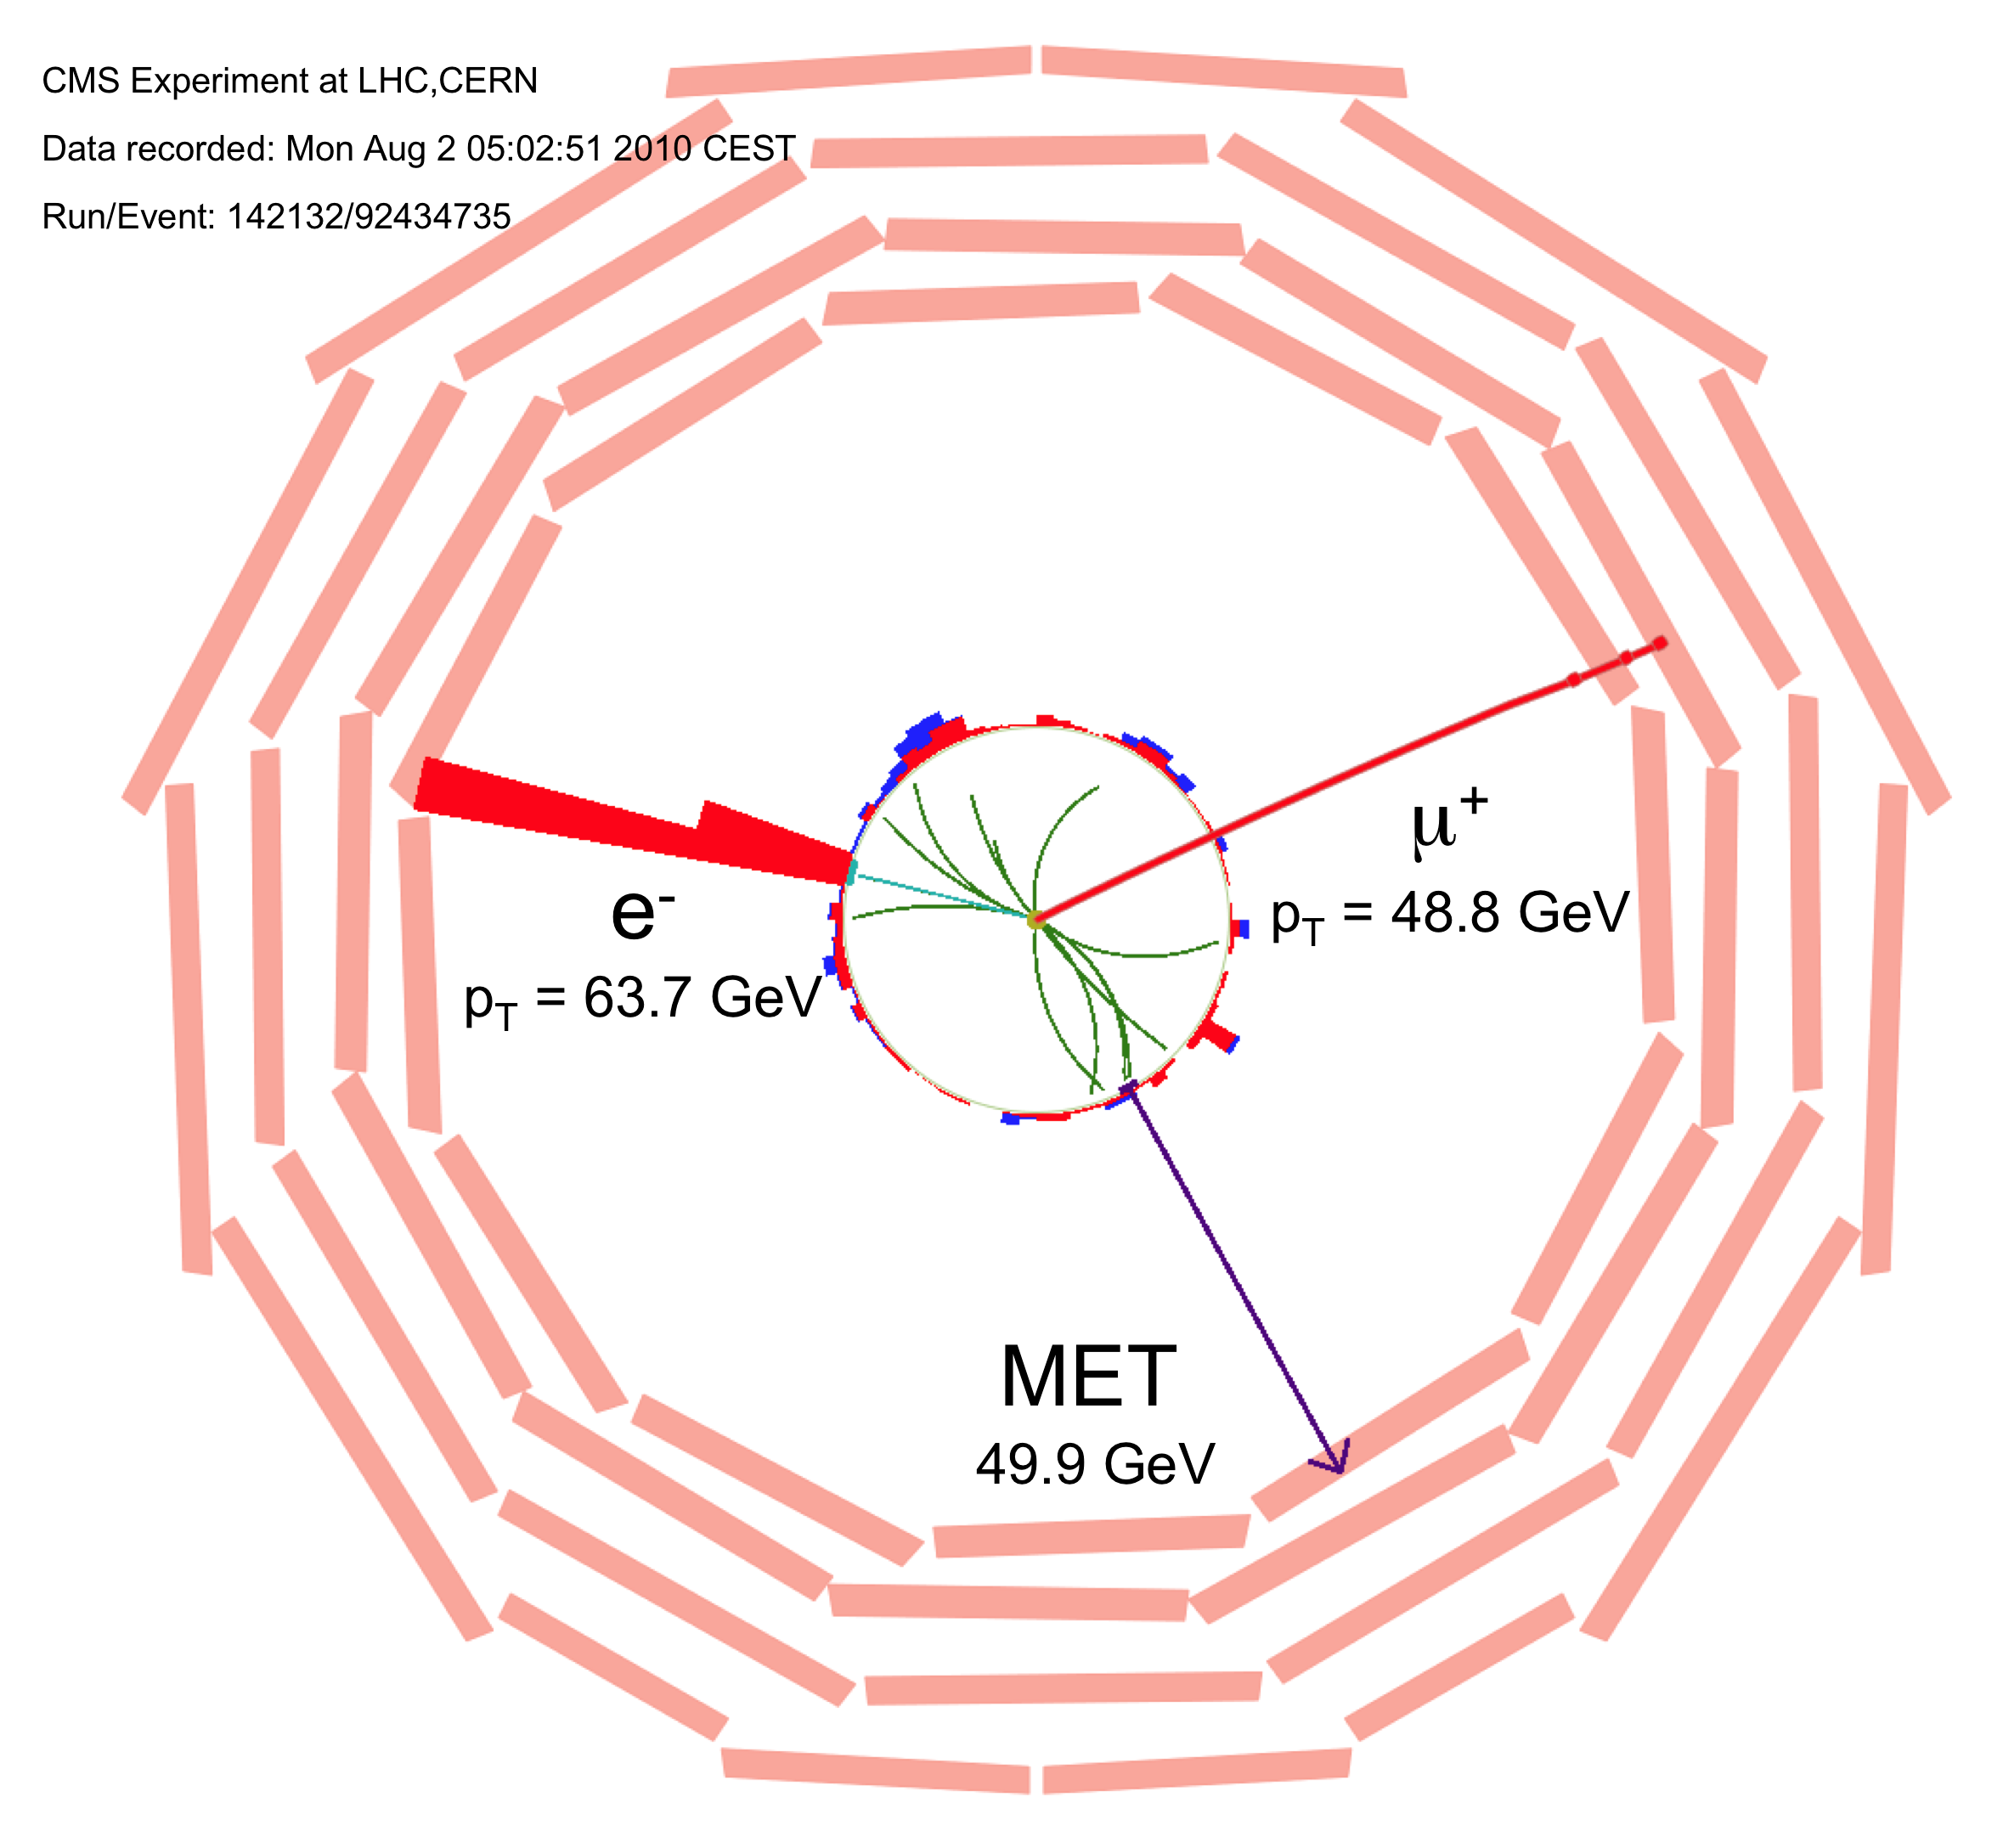 CMS Experiment at LHC,CERN
Data recorded: Mon Aug 2 05:02:51 2010 CEST
Run/Event: 142132/92434735
μ+
pT = 48.8 GeV
e-
pT = 63.7 GeV
MET
49.9 GeV